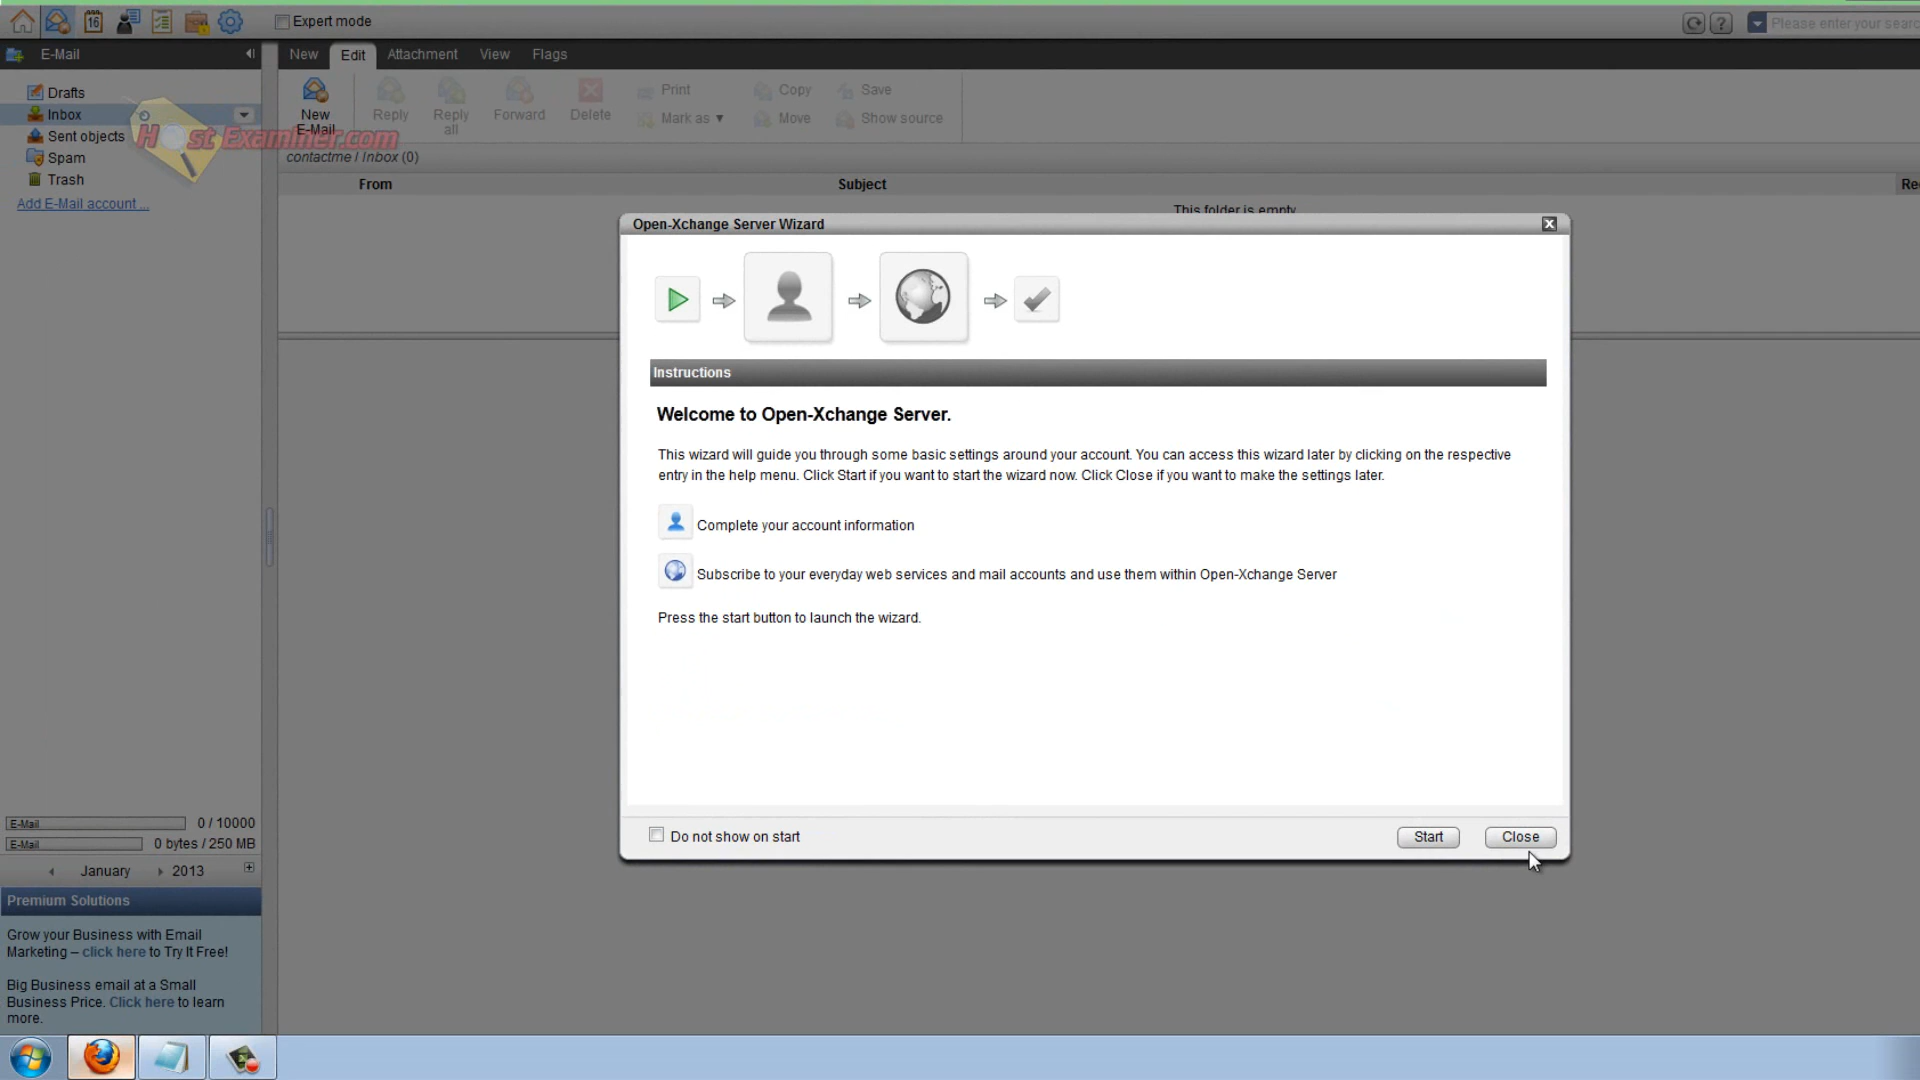 Expert mode
Please enter your searc
16
E-Mail
New
Edit
Attachment
View
Flags
Drafts
Inbox
Sent objects
Spam
Trash
Add E-Mail account ...
HostExaminer.com
New
E-Mail
Reply
Reply
all
Forward
Delete
Print
Mark as
Copy
Move
Save
Show source
contactme / Inbox (0)
From
Subject
Re
This folder is empty
Open-Xchange Server Wizard
Instructions
Welcome to Open-Xchange Server.
This wizard will guide you through some basic settings around your account. You can access this wizard later by clicking on the respective
entry in the help menu. Click Start if you want to start the wizard now. Click Close if you want to make the settings later.
Complete your account information
Subscribe to your everyday web services and mail accounts and use them within Open-Xchange Server
Press the start button to launch the wizard.
Do not show on start
Start
Close
E-Mail 0 / 10000
E-Mail 0 bytes / 250 MB
January 2013
Premium Solutions
Grow your Business with Email
Marketing – click here to Try It Free!
Big Business email at a Small
Business Price. Click here to learn
more.